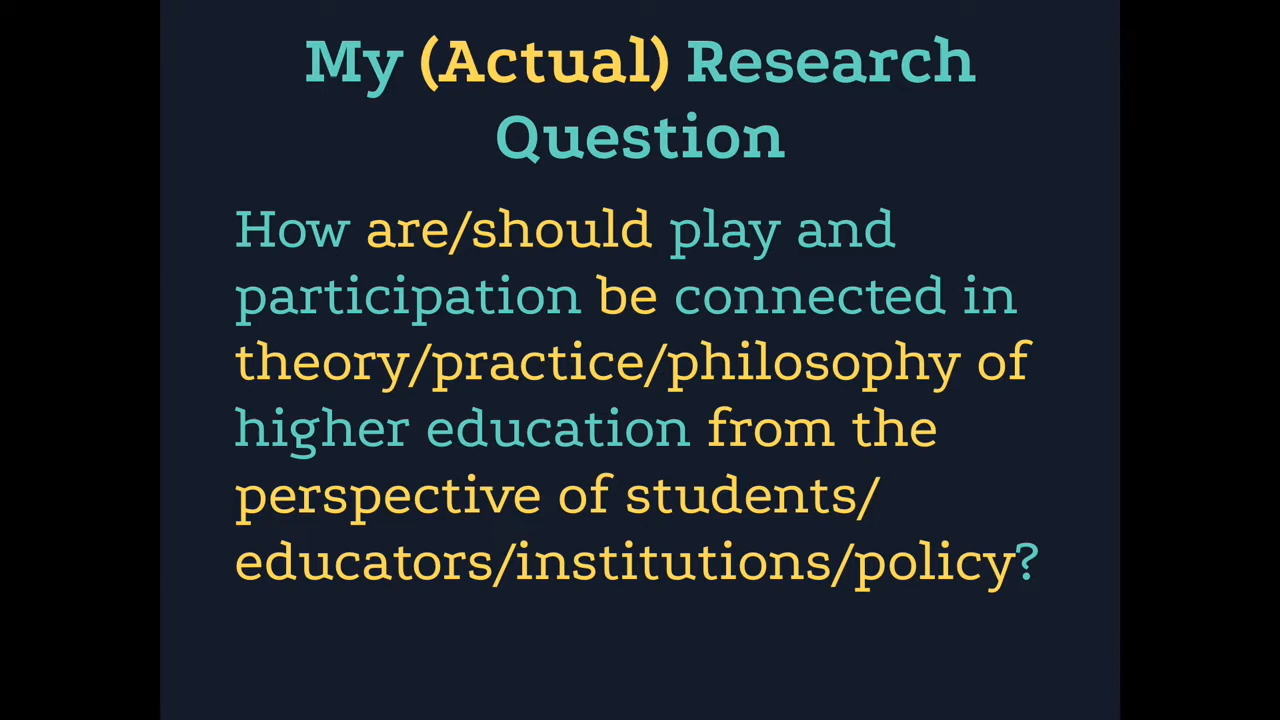 My (Actual) Research
Question
How are/should play and
participation be connected in
theory/practice/philosophy of
higher education from the
perspective of students/
educators/institutions/policy?